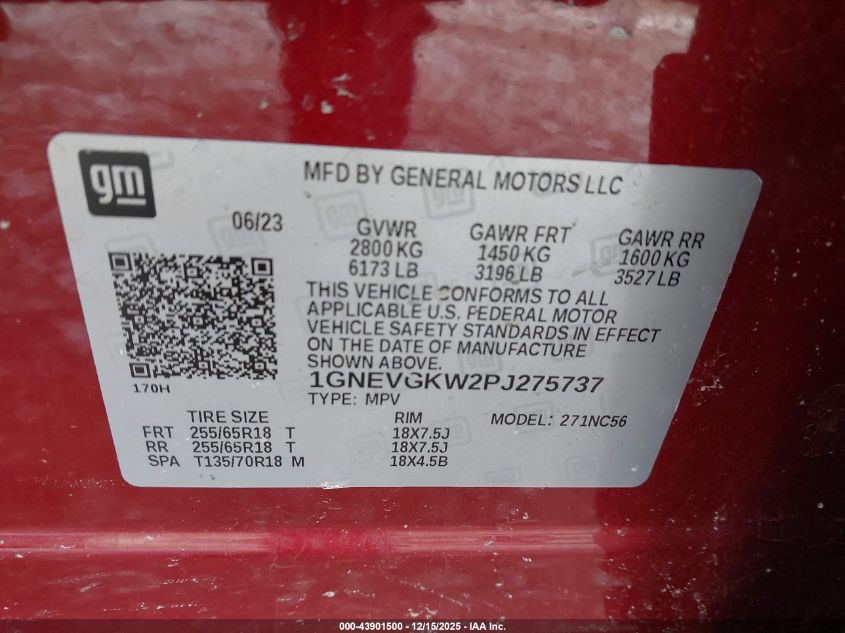 gm
MFD BY GENERAL MOTORS LLC
06/23
GVWR
2800 KG
6173 LB
GAWR FRT
1450 KG
3196 LB
GAWR RR
1600 KG
3527 LB
THIS VEHICLE CONFORMS TO ALL
APPLICABLE U.S. FEDERAL MOTOR
VEHICLE SAFETY STANDARDS IN EFFECT
ON THE DATE OF MANUFACTURE
SHOWN ABOVE.
170H
1GNEVGKW2PJ275737
TYPE: MPV
TIRE SIZE RIM MODEL: 271NC56
FRT 255/65R18 T 18X7.5J
RR 255/65R18 T 18X7.5J
SPA T135/70R18 M 18X4.5B
000-43901500 - 12/15/2025 - IAA Inc.